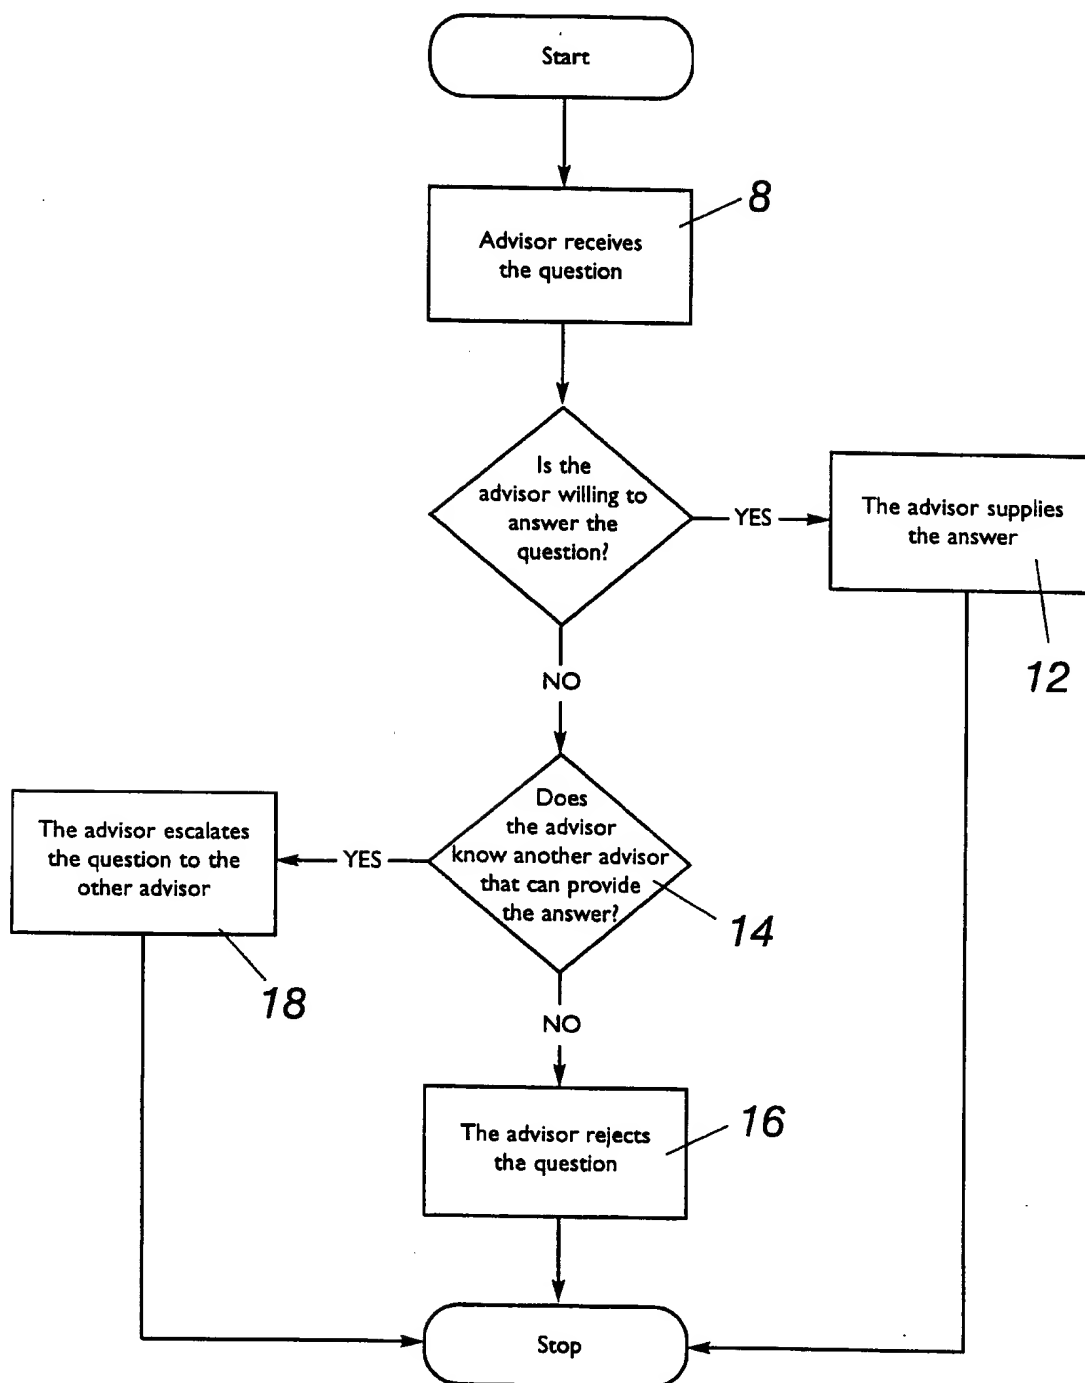 Start
8
Advisor receives
the question
Is the
advisor willing to
answer the
question?
YES
The advisor supplies
the answer
12
NO
Does
the advisor
know another advisor
that can provide
the answer?
14
YES
The advisor escalates
the question to the
other advisor
18
NO
The advisor rejects
the question
16
Stop